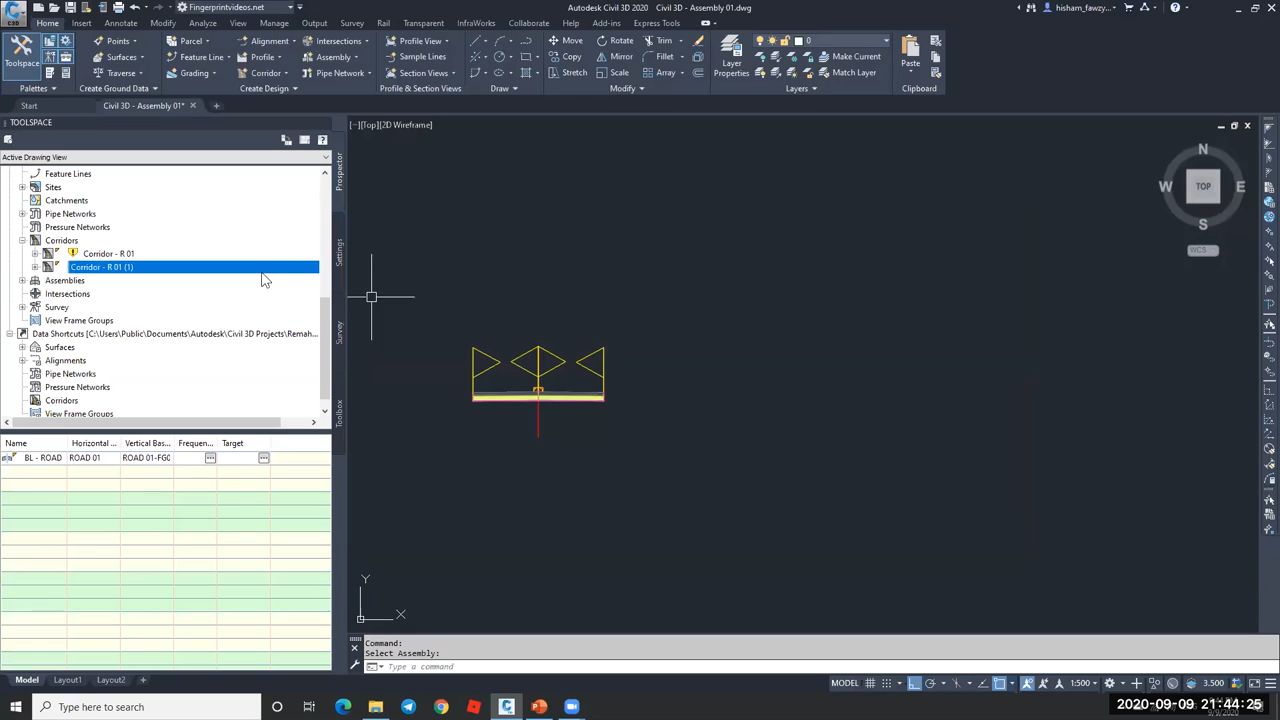 Fingerprintvideos.net
Autodesk Civil 3D 2020 Civil 3D - Assembly 01.dwg
Type a keyword or phrase
hisham_fawzy...
C3D
Home Insert Annotate Modify Analyze View Manage Output Survey Rail Transparent InfraWorks Collaborate Help Add-ins Express Tools
Toolspace
Points
Surfaces
Traverse
Parcel
Feature Line
Grading
Alignment
Profile
Corridor
Intersections
Assembly
Pipe Network
Profile View
Sample Lines
Section Views
Move
Copy
Stretch
Rotate
Mirror
Scale
Trim
Fillet
Array
Layer Properties
0
Make Current
Match Layer
Paste
Palettes Create Ground Data Create Design Profile & Section Views Draw Modify Layers Clipboard
Start Civil 3D - Assembly 01*
TOOLSPACE
Active Drawing View
Feature Lines
Sites
Catchments
Pipe Networks
Pressure Networks
Corridors
Corridor - R 01
Corridor - R 01 (1)
Assemblies
Intersections
Survey
View Frame Groups
Data Shortcuts [C:\Users\Public\Documents\Autodesk\Civil 3D Projects\Remah...
Surfaces
Alignments
Pipe Networks
Pressure Networks
Corridors
View Frame Groups
Prospector
Settings
Survey
Toolbox
Name Horizontal ... Vertical Bas... Frequen... Target
BL - ROAD ROAD 01 ROAD 01-FG0
[−][Top][2D Wireframe]
N
W TOP E
S
WCS
Y
X
Command:
Select Assembly:
Type a command
Model Layout1 Layout2
MODEL 1:500 3.500
Type here to search
2020-09-09 21:44:25